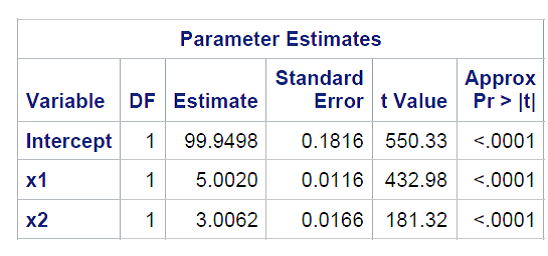 Parameter Estimates
Variable DF Estimate Standard Error t Value Approx Pr > |t|
Intercept 1 99.9498 0.1816 550.33 <.0001
x1 1 5.0020 0.0116 432.98 <.0001
x2 1 3.0062 0.0166 181.32 <.0001